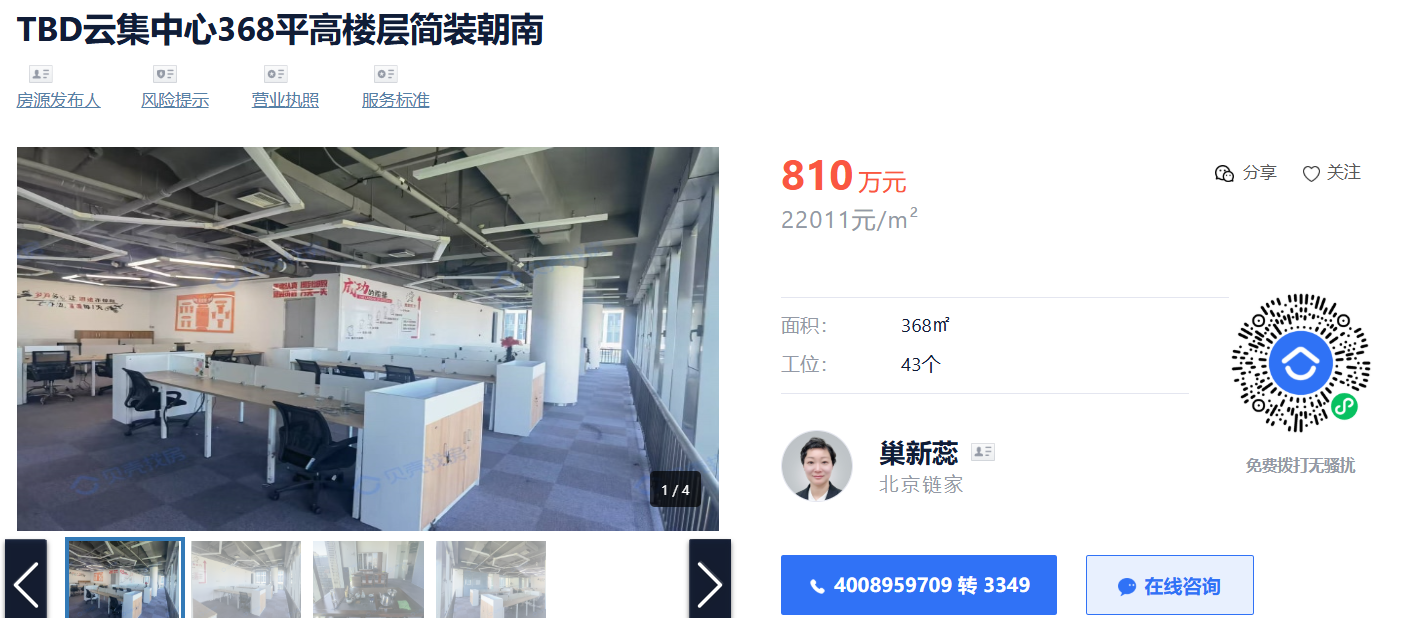 TBD云集中心368平高楼层简装朝南
房源发布人 风险提示 营业执照 服务标准
810万元
分享 关注
22011元/m²
面积： 368㎡
工位： 43个
成功
1 / 4
巢新蕊
北京链家
免费拨打无骚扰
4008959709 转 3349
在线咨询